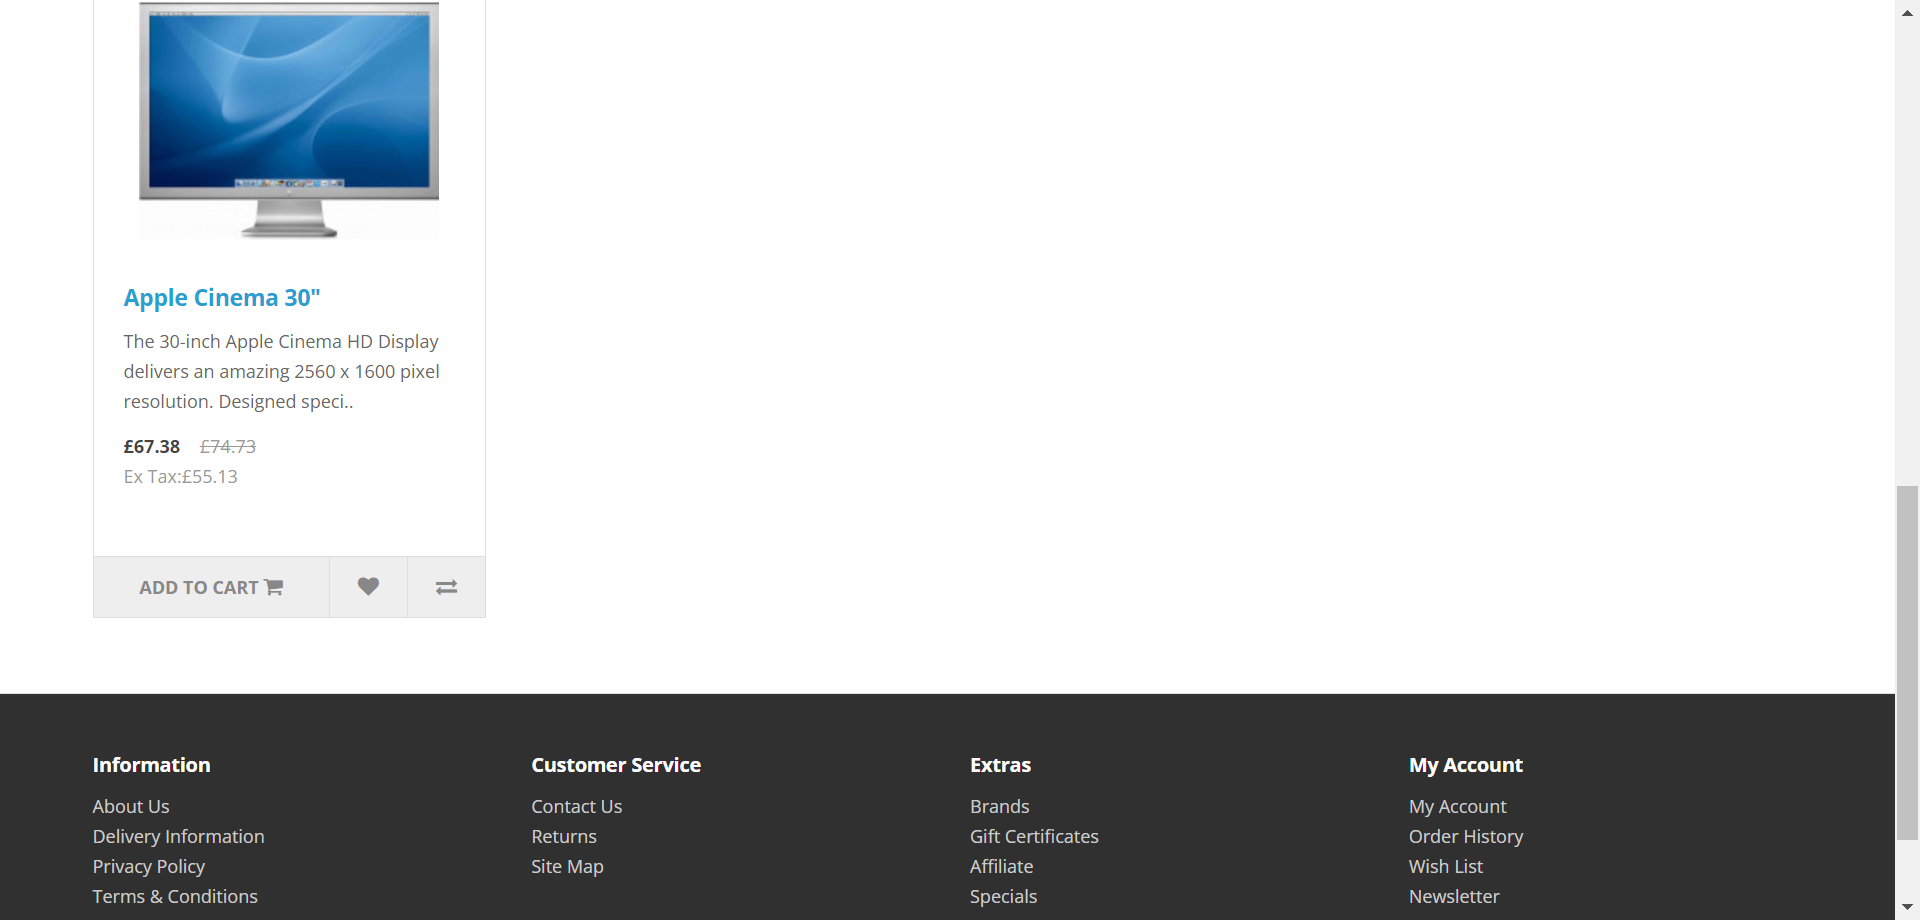 Apple Cinema 30"
The 30-inch Apple Cinema HD Display
delivers an amazing 2560 x 1600 pixel
resolution. Designed speci..
£67.38 £74.73
Ex Tax:£55.13
ADD TO CART
Information
About Us
Delivery Information
Privacy Policy
Terms & Conditions
Customer Service
Contact Us
Returns
Site Map
Extras
Brands
Gift Certificates
Affiliate
Specials
My Account
My Account
Order History
Wish List
Newsletter